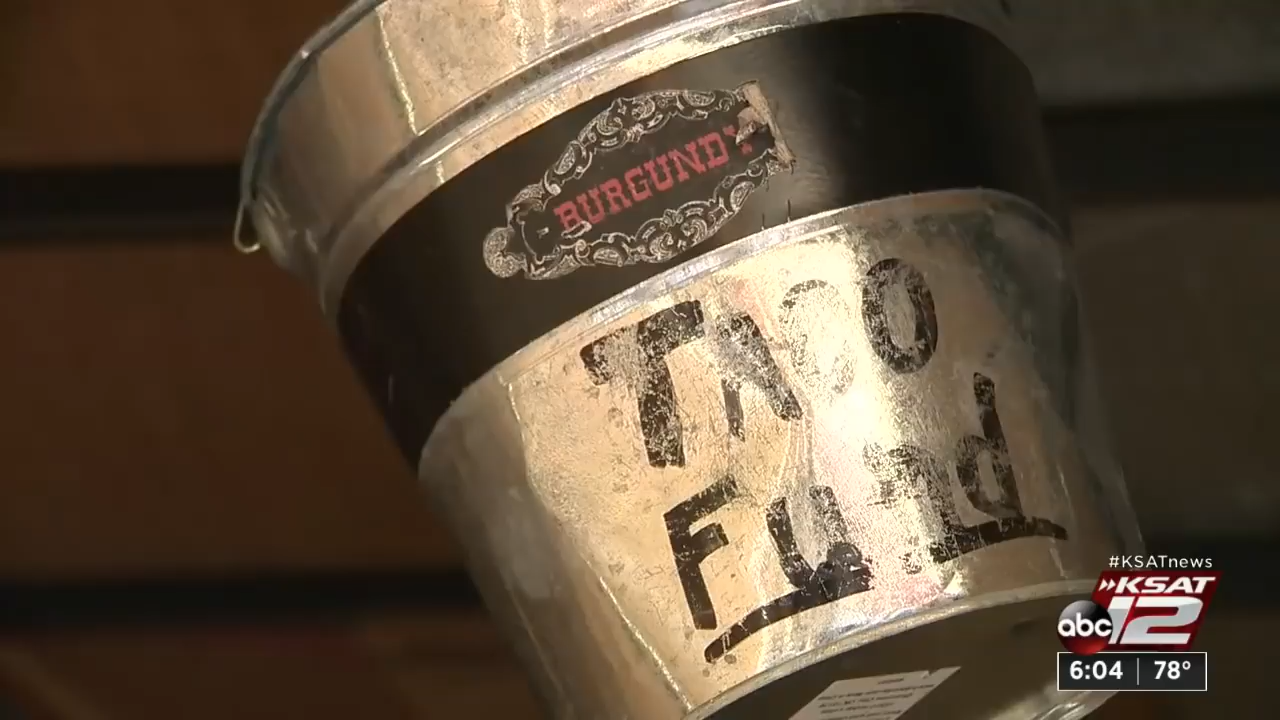 BURGUNDY
TACO
Fund
#KSATnews
KSAT
abc 12
6:04 78°